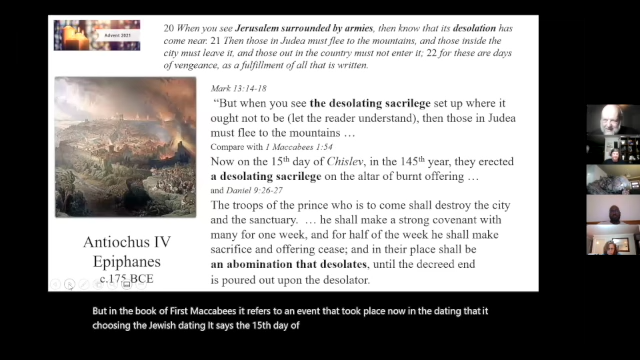 Advent 2021
20 When you see Jerusalem surrounded by armies, then know that its desolation has
come near. 21 Then those in Judea must flee to the mountains, and those inside the
city must leave it, and those out in the country must not enter it; 22 for these are days
of vengeance, as a fulfillment of all that is written.
Mark 13:14-18
“But when you see the desolating sacrilege set up where it
ought not to be (let the reader understand), then those in Judea
must flee to the mountains …
Compare with 1 Maccabees 1:54
Now on the 15th day of Chislev, in the 145th year, they erected
a desolating sacrilege on the altar of burnt offering …
and Daniel 9:26-27
The troops of the prince who is to come shall destroy the city
and the sanctuary. … he shall make a strong covenant with
many for one week, and for half of the week he shall make
sacrifice and offering cease; and in their place shall be
an abomination that desolates, until the decreed end
is poured out upon the desolator.
Antiochus IV
Epiphanes
c.175 BCE
But in the book of First Maccabees it refers to an event that took place now in the dating that it
choosing the Jewish dating It says the 15th day of